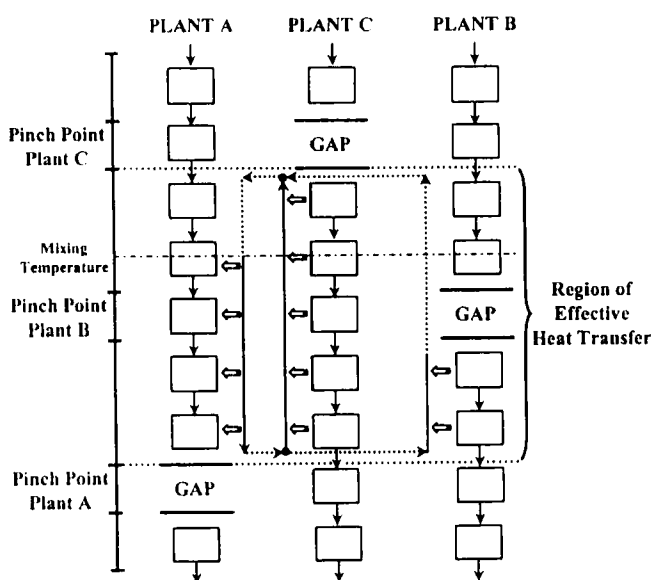 PLANT A PLANT C PLANT B
Pinch Point
Plant C
GAP
Mixing
Temperature
Pinch Point
Plant B
GAP
Region of
Effective
Heat Transfer
Pinch Point
Plant A
GAP